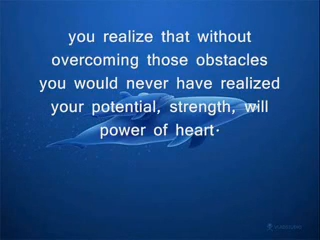 you realize that without
overcoming those obstacles
you would never have realized
your potential, strength, will
power of heart.